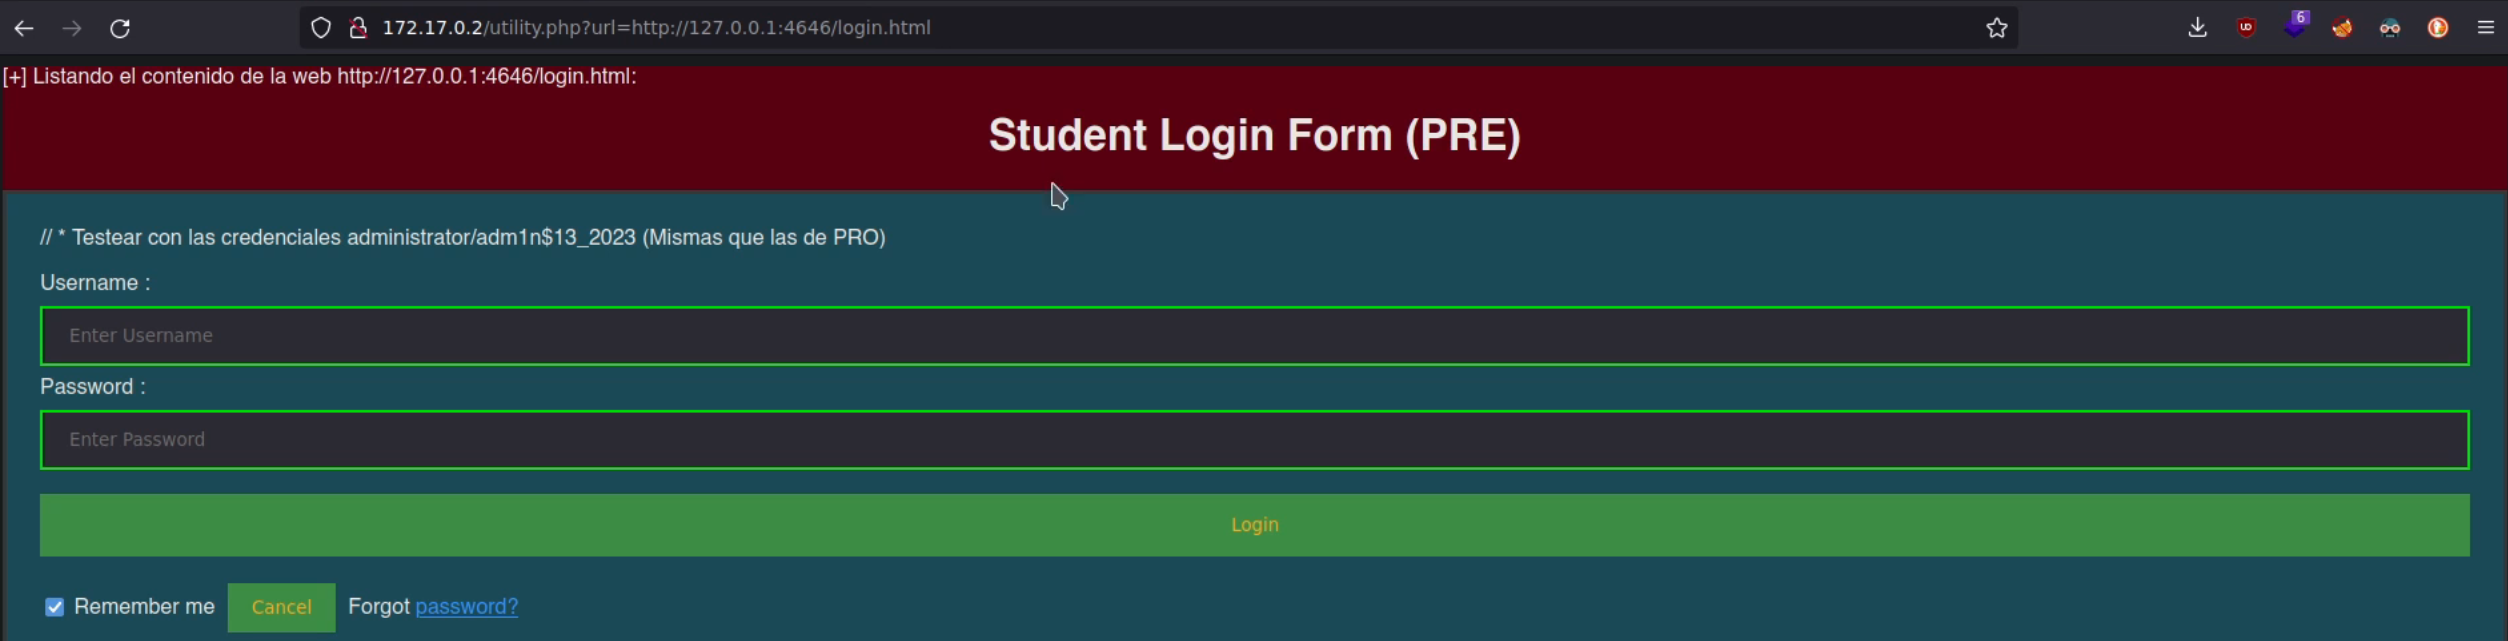 172.17.0.2/utility.php?url=http://127.0.0.1:4646/login.html
6
[+] Listando el contenido de la web http://127.0.0.1:4646/login.html:
Student Login Form (PRE)
// * Testear con las credenciales administrator/adm1n$13_2023 (Mismas que las de PRO)
Username :
Enter Username
Password :
Enter Password
Login
Remember me Cancel Forgot password?